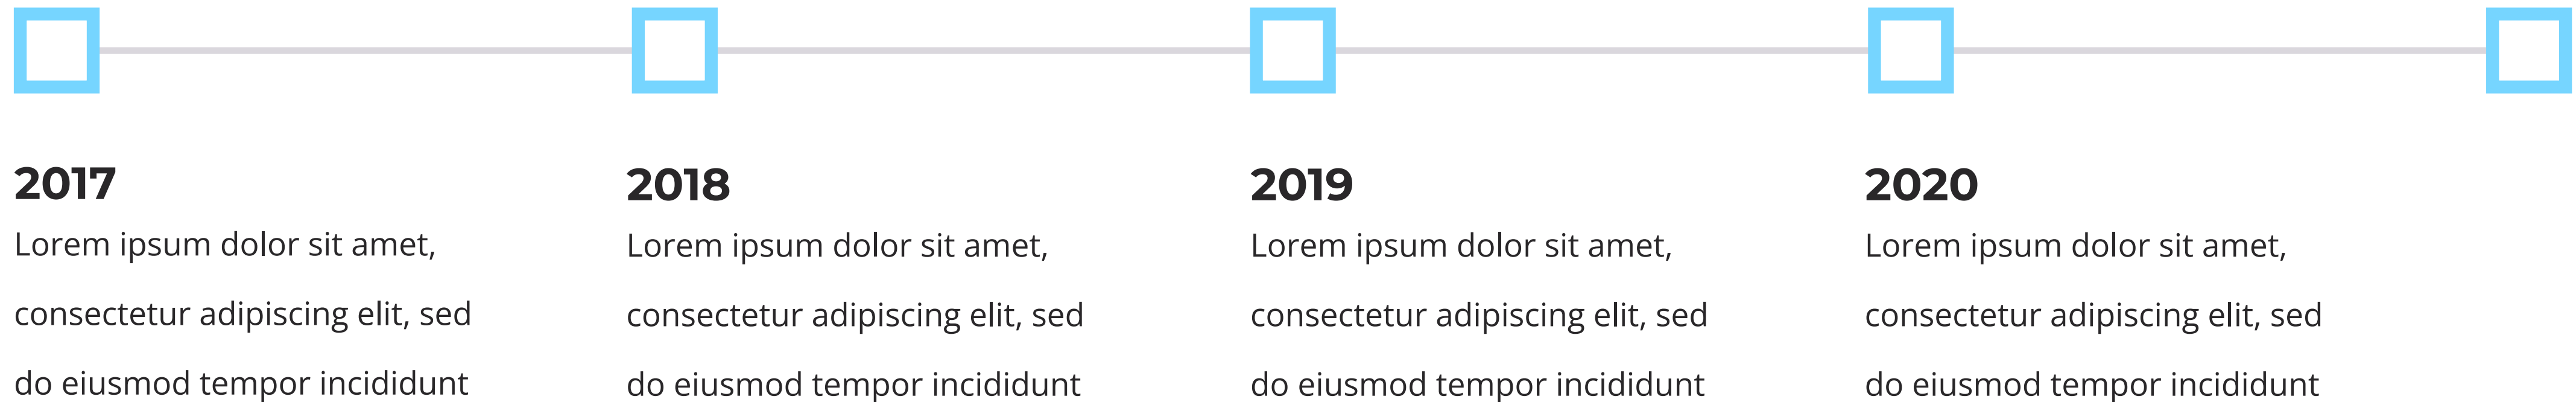 2017
Lorem ipsum dolor sit amet,
consectetur adipiscing elit, sed
do eiusmod tempor incididunt
2018
Lorem ipsum dolor sit amet,
consectetur adipiscing elit, sed
do eiusmod tempor incididunt
2019
Lorem ipsum dolor sit amet,
consectetur adipiscing elit, sed
do eiusmod tempor incididunt
2020
Lorem ipsum dolor sit amet,
consectetur adipiscing elit, sed
do eiusmod tempor incididunt